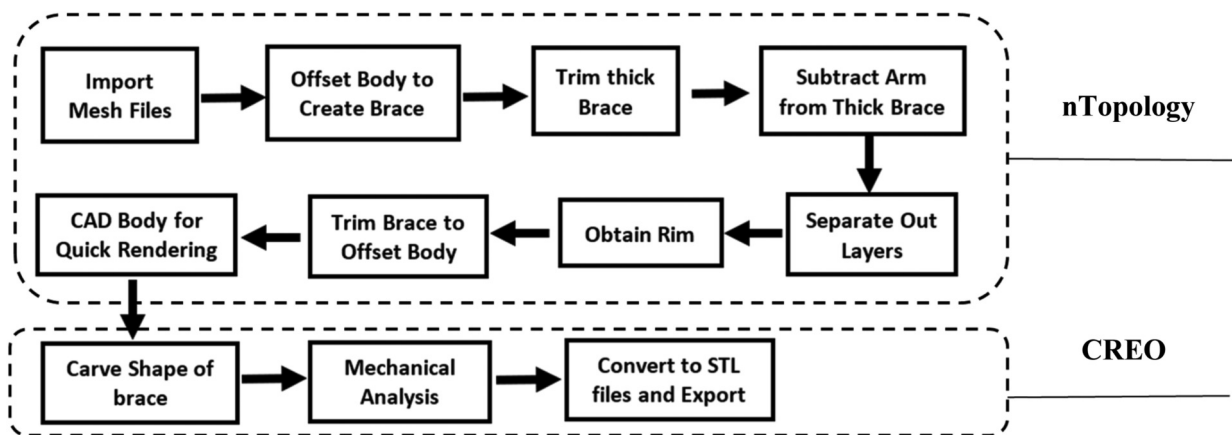 Import
Mesh Files
Offset Body to
Create Brace
Trim thick
Brace
Subtract Arm
from Thick Brace
nTopology
Separate Out
Layers
Obtain Rim
Trim Brace to
Offset Body
CAD Body for
Quick Rendering
Carve Shape of
brace
Mechanical
Analysis
Convert to STL
files and Export
CREO